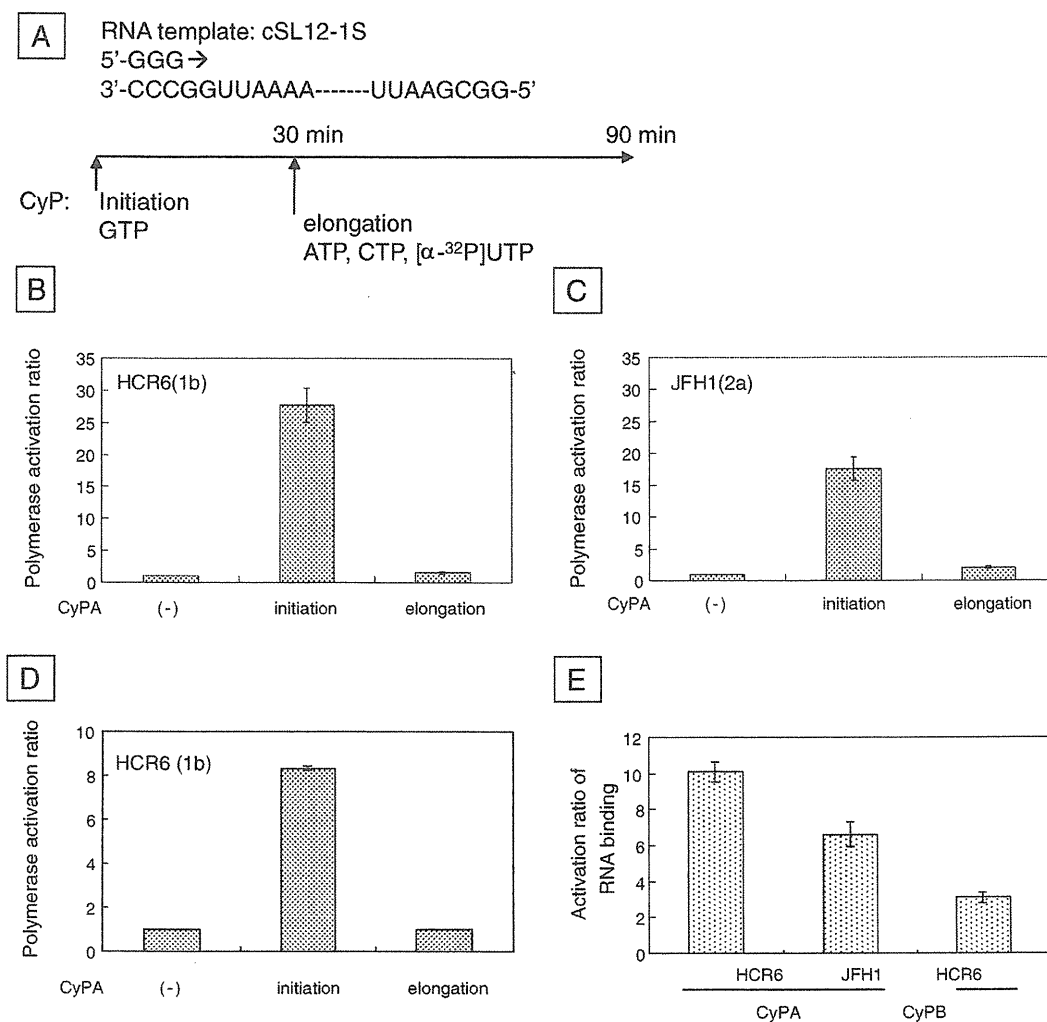 A
RNA template: cSL12-1S
5'-GGG→
3'-CCCGGUUAAAA-------UUAAGCGG-5'
30 min
90 min
CyP:
Initiation
GTP
elongation
ATP, CTP, [α-³²P]UTP
B
Polymerase activation ratio
35
30
25
20
15
10
5
0
HCR6(1b)
CyPA
(-)
initiation
elongation
C
Polymerase activation ratio
35
30
25
20
15
10
5
0
JFH1(2a)
CyPA
(-)
initiation
elongation
D
Polymerase activation ratio
10
8
6
4
2
0
HCR6 (1b)
CyPA
(-)
initiation
elongation
E
Activation ratio of
RNA binding
12
10
8
6
4
2
0
HCR6
JFH1
HCR6
CyPA
CyPB